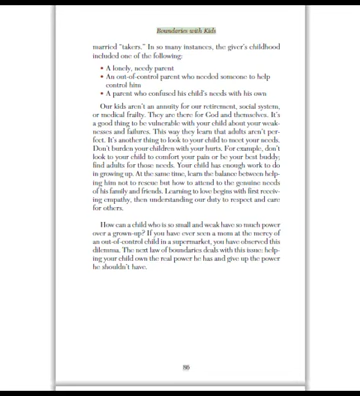 Boundaries with Kids
married "takers." In so many instances, the giver's childhood
included one of the following:
• A lonely, needy parent
• An out-of-control parent who needed someone to help
control him
• A parent who confused his child's needs with his own
Our kids aren't an annuity for our retirement, social system,
or medical frailty. They are there for God and themselves. It's
a good thing to be vulnerable with your child about your weak-
nesses and failures. This way they learn that adults aren't per-
fect. It's another thing to look to your child to meet your needs.
Don't burden your children with your hurts. For example, don't
look to your child to comfort your pain or be your best buddy;
find adults for those needs. Your child has enough work to do
in growing up. At the same time, learn the balance between help-
ing him not to rescue but how to attend to the genuine needs
of his family and friends. Learning to love begins with first receiv-
ing empathy, then understanding our duty to respect and care
for others.
How can a child who is so small and weak have so much power
over a grown-up? If you have ever seen a mom at the mercy of
an out-of-control child in a supermarket, you have observed this
dilemma. The next law of boundaries deals with this issue: help-
ing your child own the real power he has and give up the power
he shouldn't have.
80